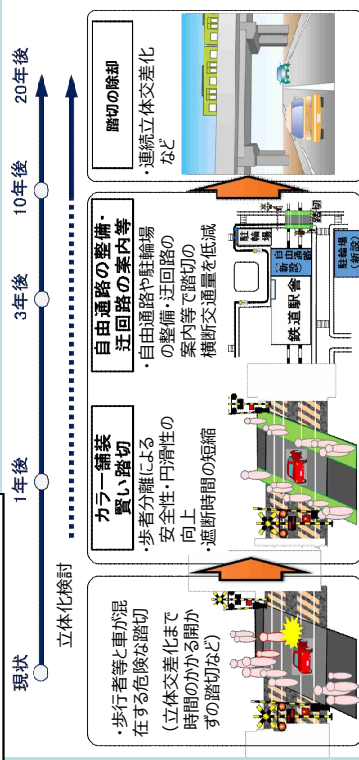 現状
1年後
3年後
10年後
20年後
立体化検討
・歩行者等と車が混
在する危険な踏切
(立体交差化まで
時間のかかる開か
ずの踏切など)
カラー舗装
賢い踏切
・歩者分離による
安全性・円滑性の
向上
・遮断時間の短縮
自由通路の整備・
迂回路の案内等
・自由通路や駐輪場
の整備・迂回路の
案内等で踏切の
横断交通量を低減
駐輪場
自由通路
(新設)
踏切
鉄道駅舎
駐輪場
(新設)
踏切の除却
・連続立体交差化
など